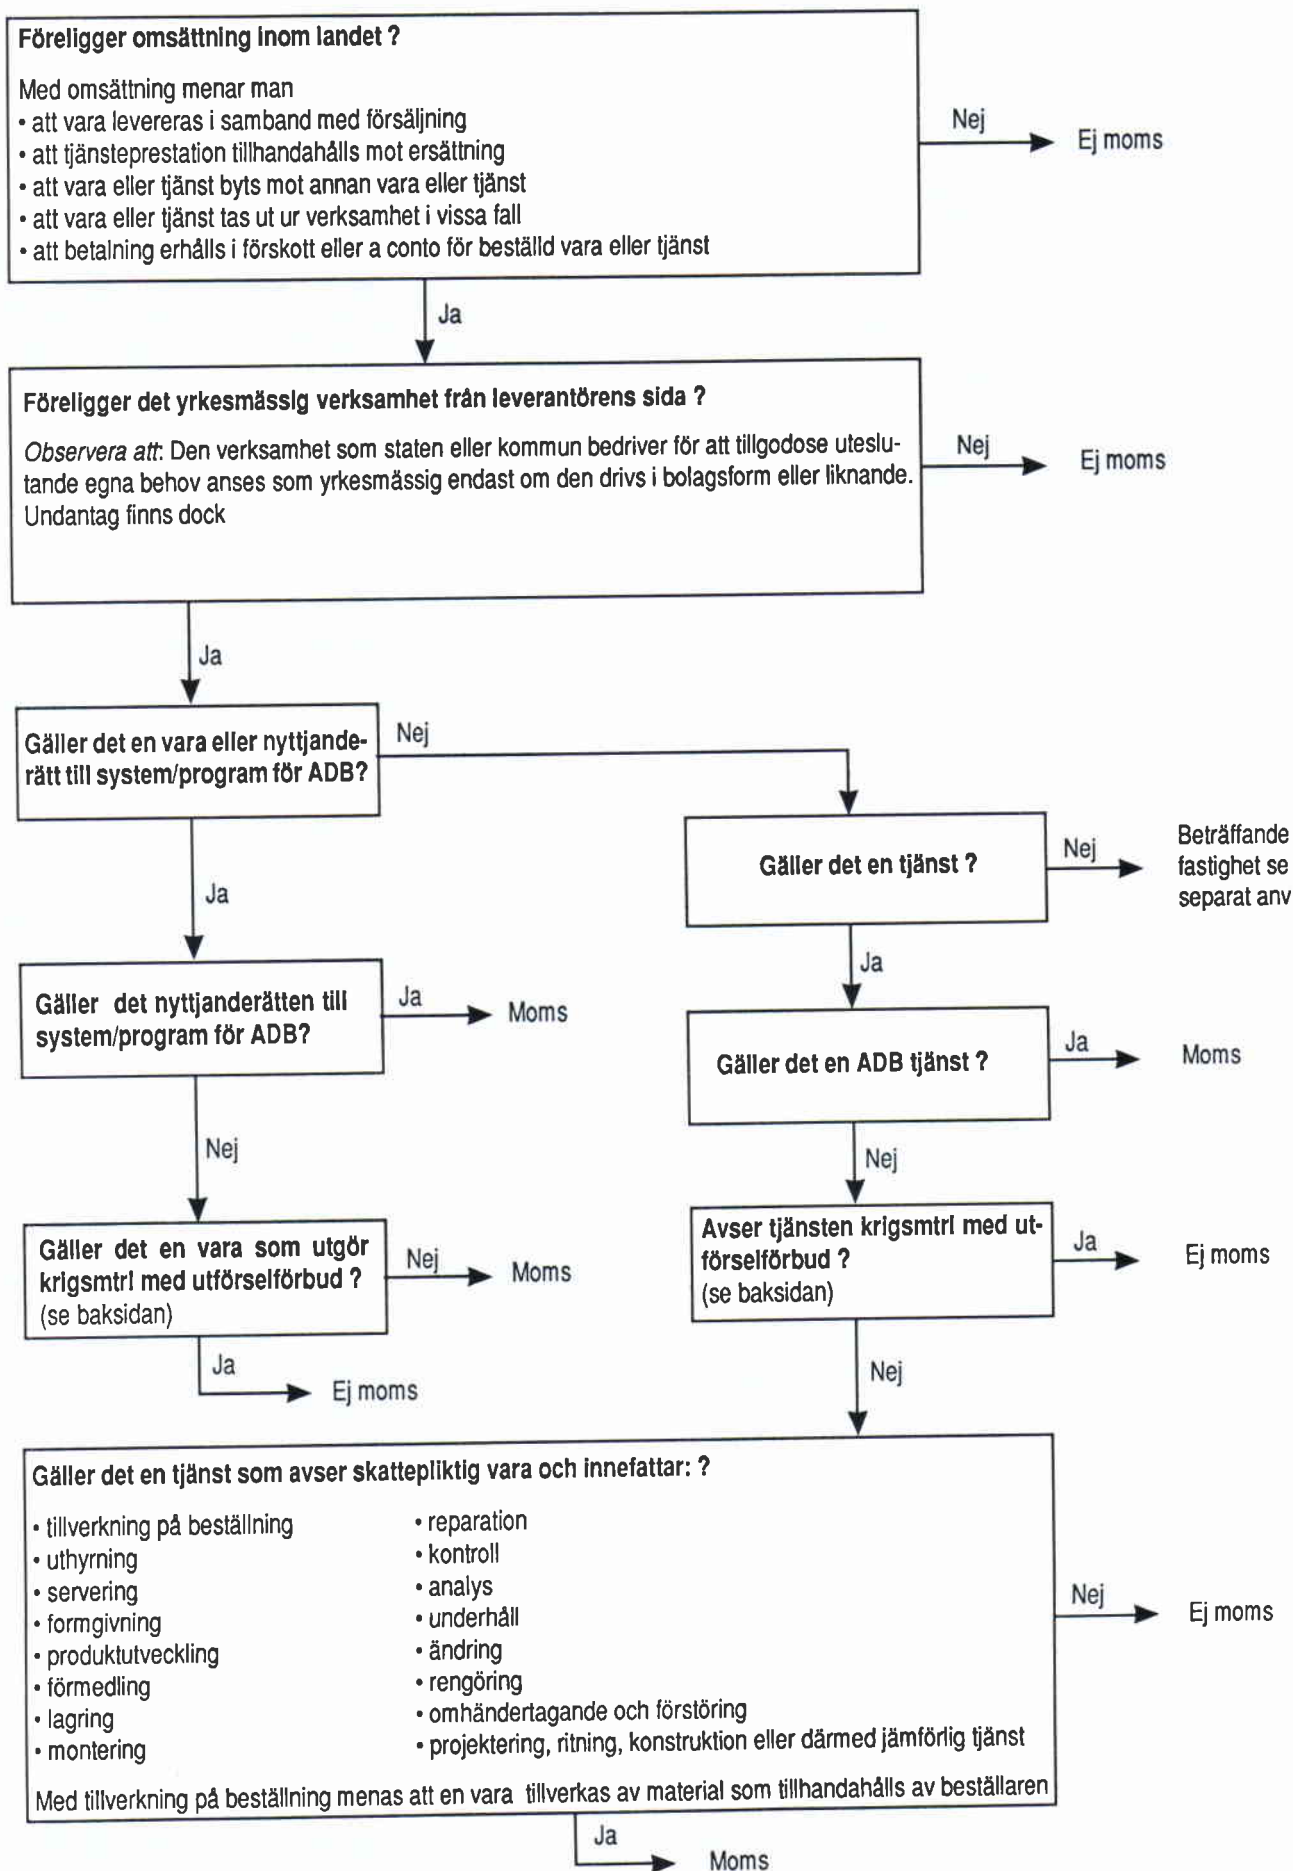 Föreligger omsättning inom landet ?
Med omsättning menar man
• att vara levereras i samband med försäljning
• att tjänsteprestation tillhandahålls mot ersättning
• att vara eller tjänst byts mot annan vara eller tjänst
• att vara eller tjänst tas ut ur verksamhet i vissa fall
• att betalning erhålls i förskott eller a conto för beställd vara eller tjänst
Nej
Ej moms
Ja
Föreligger det yrkesmässig verksamhet från leverantörens sida ?
Observera att: Den verksamhet som staten eller kommun bedriver för att tillgodose uteslu-
tande egna behov anses som yrkesmässig endast om den drivs i bolagsform eller liknande.
Undantag finns dock
Nej
Ej moms
Ja
Gäller det en vara eller nyttjande-
rätt till system/program för ADB?
Nej
Gäller det en tjänst ?
Nej
Beträffande
fastighet se
separat anv
Ja
Ja
Gäller det nyttjanderätten till
system/program för ADB?
Ja
Moms
Gäller det en ADB tjänst ?
Ja
Moms
Nej
Nej
Gäller det en vara som utgör
krigsmtrl med utförselförbud ?
(se baksidan)
Nej
Moms
Avser tjänsten krigsmtrl med ut-
förselförbud ?
(se baksidan)
Ja
Ej moms
Ja
Ej moms
Nej
Gäller det en tjänst som avser skattepliktig vara och innefattar: ?
• tillverkning på beställning
• uthyrning
• servering
• formgivning
• produktutveckling
• förmedling
• lagring
• montering
• reparation
• kontroll
• analys
• underhåll
• ändring
• rengöring
• omhändertagande och förstöring
• projektering, ritning, konstruktion eller därmed jämförlig tjänst
Med tillverkning på beställning menas att en vara tillverkas av material som tillhandahålls av beställaren
Nej
Ej moms
Ja
Moms